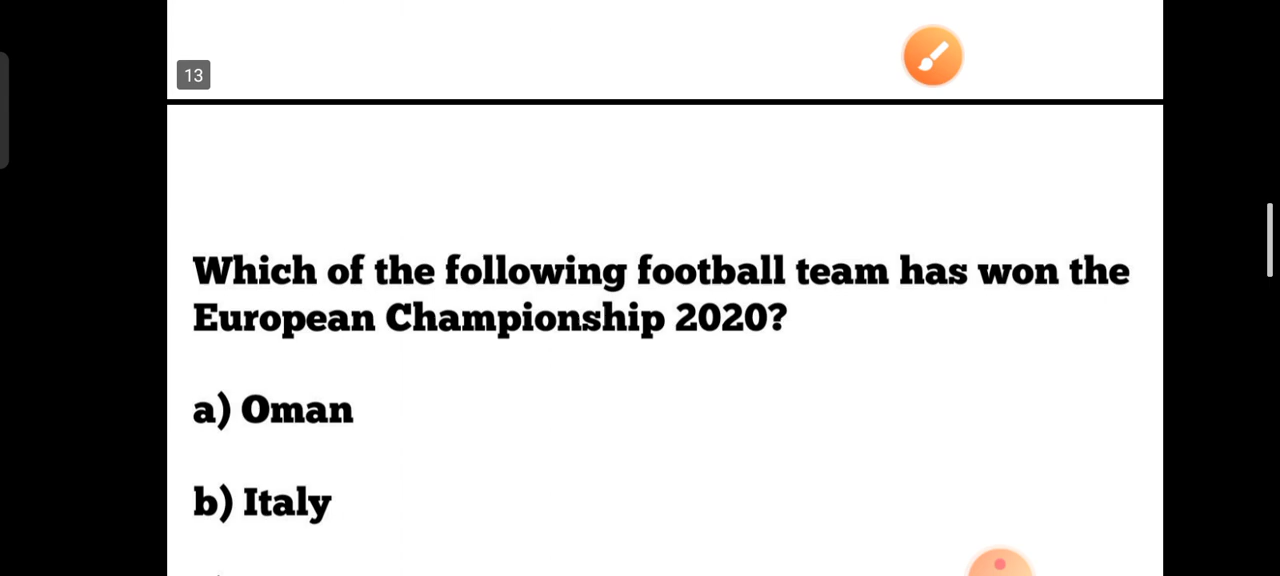 13
Which of the following football team has won the
European Championship 2020?
a) Oman
b) Italy